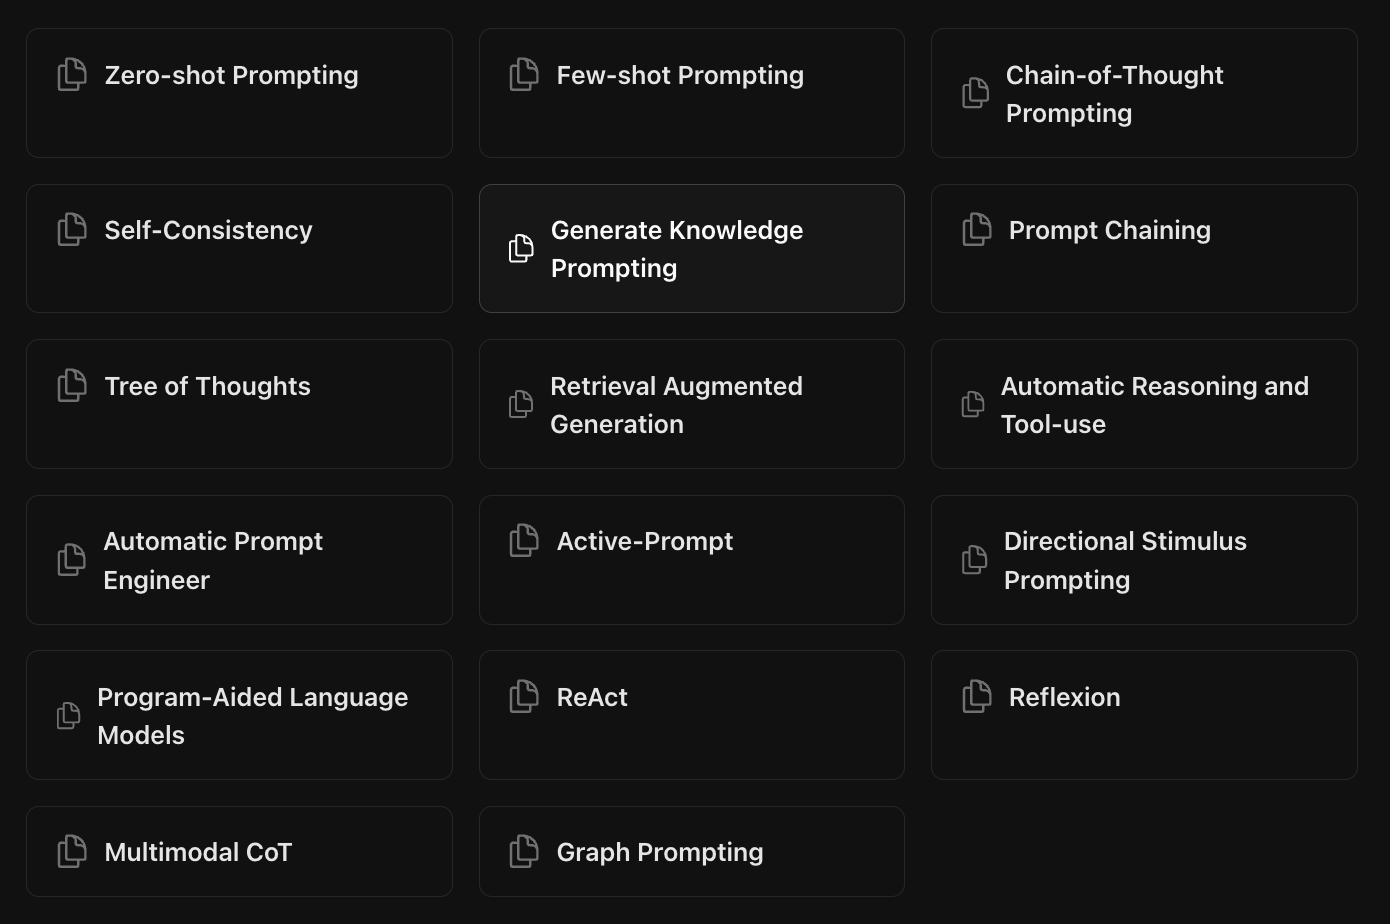 Zero-shot Prompting
Few-shot Prompting
Chain-of-Thought
Prompting
Self-Consistency
Generate Knowledge
Prompting
Prompt Chaining
Tree of Thoughts
Retrieval Augmented
Generation
Automatic Reasoning and
Tool-use
Automatic Prompt
Engineer
Active-Prompt
Directional Stimulus
Prompting
Program-Aided Language
Models
ReAct
Reflexion
Multimodal CoT
Graph Prompting